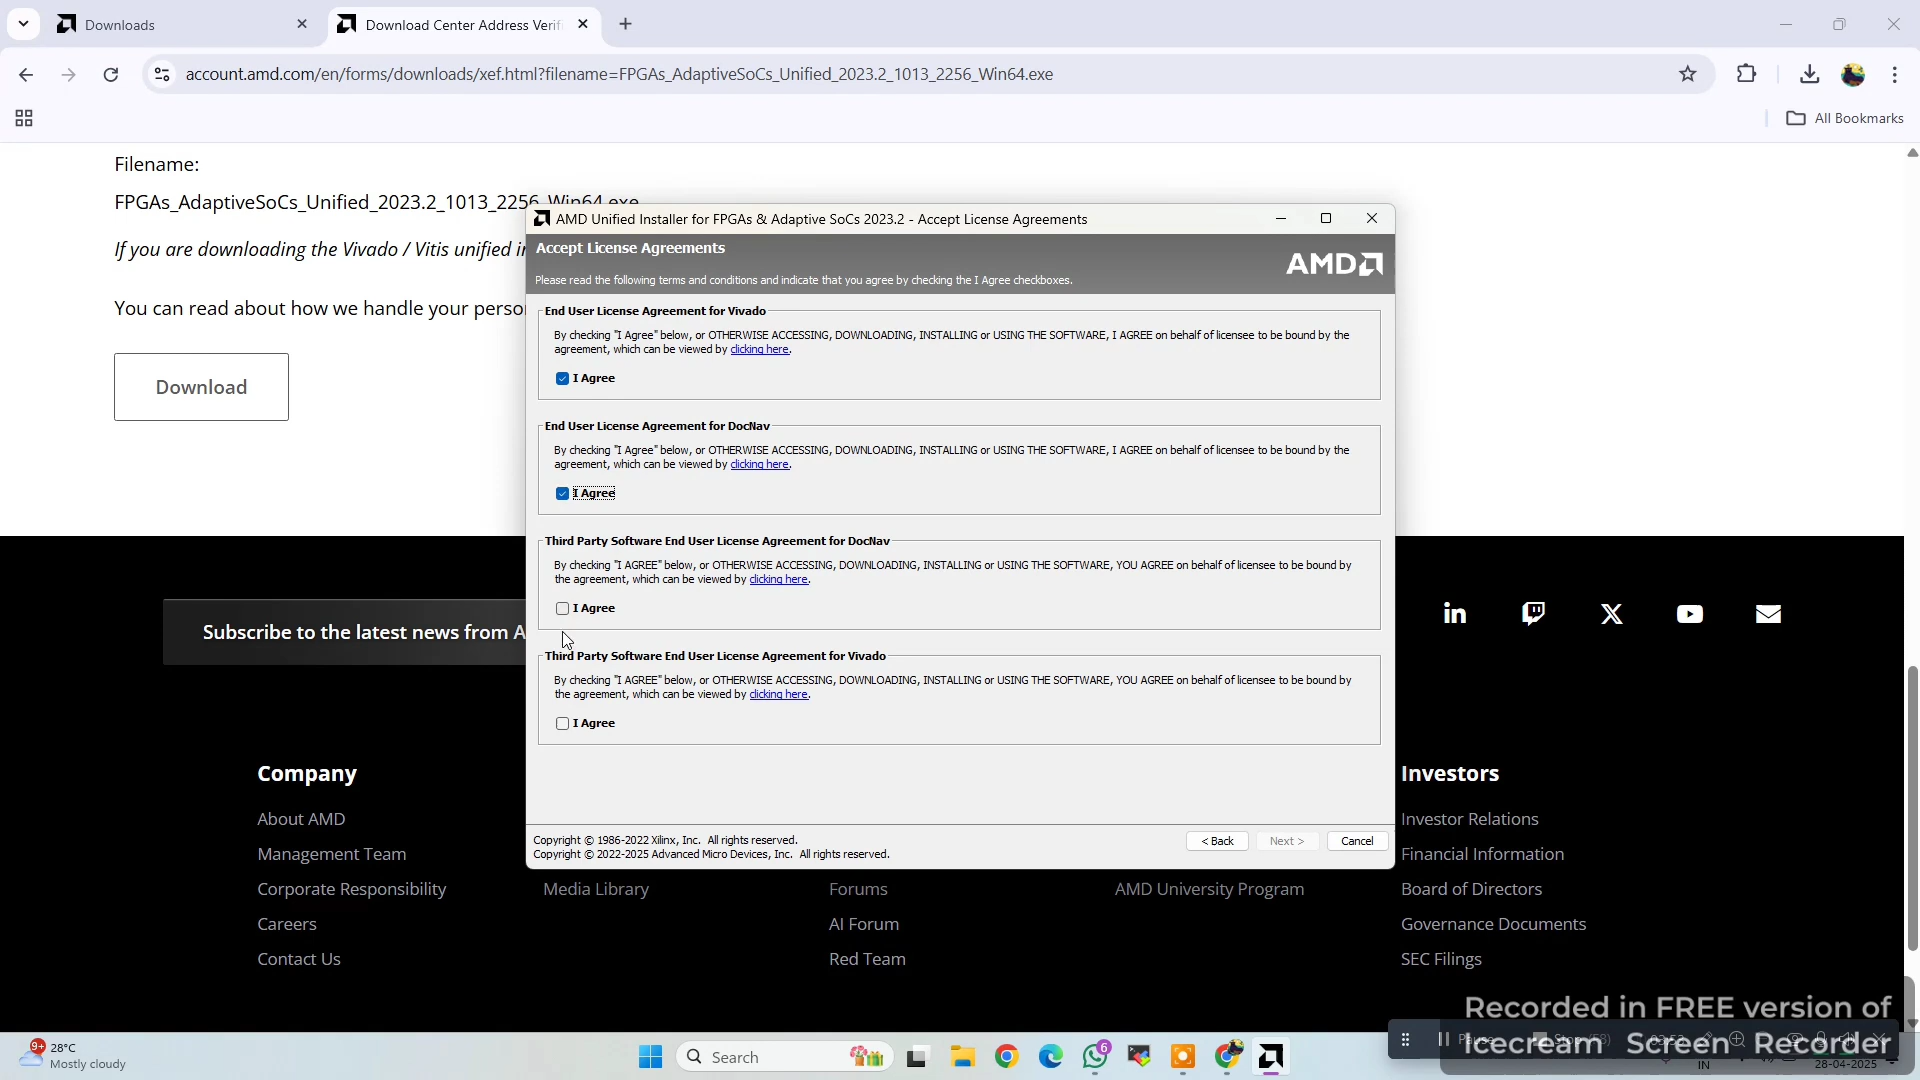 Downloads
Download Center Address Verifi
account.amd.com/en/forms/downloads/xef.html?filename=FPGAs_AdaptiveSoCs_Unified_2023.2_1013_2256_Win64.exe
All Bookmarks
Filename:
FPGAs_AdaptiveSoCs_Unified_2023.2_1013_2256_Win64.exe
If you are downloading the Vivado / Vitis unified in
You can read about how we handle your person
Download
AMD Unified Installer for FPGAs & Adaptive SoCs 2023.2 - Accept License Agreements
Accept License Agreements
AMD
Please read the following terms and conditions and indicate that you agree by checking the I Agree checkboxes.
End User License Agreement for Vivado
By checking "I Agree" below, or OTHERWISE ACCESSING, DOWNLOADING, INSTALLING or USING THE SOFTWARE, I AGREE on behalf of licensee to be bound by the
agreement, which can be viewed by clicking here.
I Agree
End User License Agreement for DocNav
By checking "I Agree" below, or OTHERWISE ACCESSING, DOWNLOADING, INSTALLING or USING THE SOFTWARE, I AGREE on behalf of licensee to be bound by the
agreement, which can be viewed by clicking here.
I Agree
Third Party Software End User License Agreement for DocNav
By checking "I AGREE" below, or OTHERWISE ACCESSING, DOWNLOADING, INSTALLING or USING THE SOFTWARE, YOU AGREE on behalf of licensee to be bound by
the agreement, which can be viewed by clicking here.
I Agree
Third Party Software End User License Agreement for Vivado
By checking "I AGREE" below, or OTHERWISE ACCESSING, DOWNLOADING, INSTALLING or USING THE SOFTWARE, YOU AGREE on behalf of licensee to be bound by
the agreement, which can be viewed by clicking here.
I Agree
Copyright © 1986-2022 Xilinx, Inc. All rights reserved.
Copyright © 2022-2025 Advanced Micro Devices, Inc. All rights reserved.
< Back
Next >
Cancel
Subscribe to the latest news from A
Company
About AMD
Management Team
Corporate Responsibility
Careers
Contact Us
Media Library
Forums
AI Forum
Red Team
AMD University Program
Investors
Investor Relations
Financial Information
Board of Directors
Governance Documents
SEC Filings
Recorded in FREE version of
Icecream Screen Recorder
9+
28°C
Mostly cloudy
Search
6
IN
28-04-2025